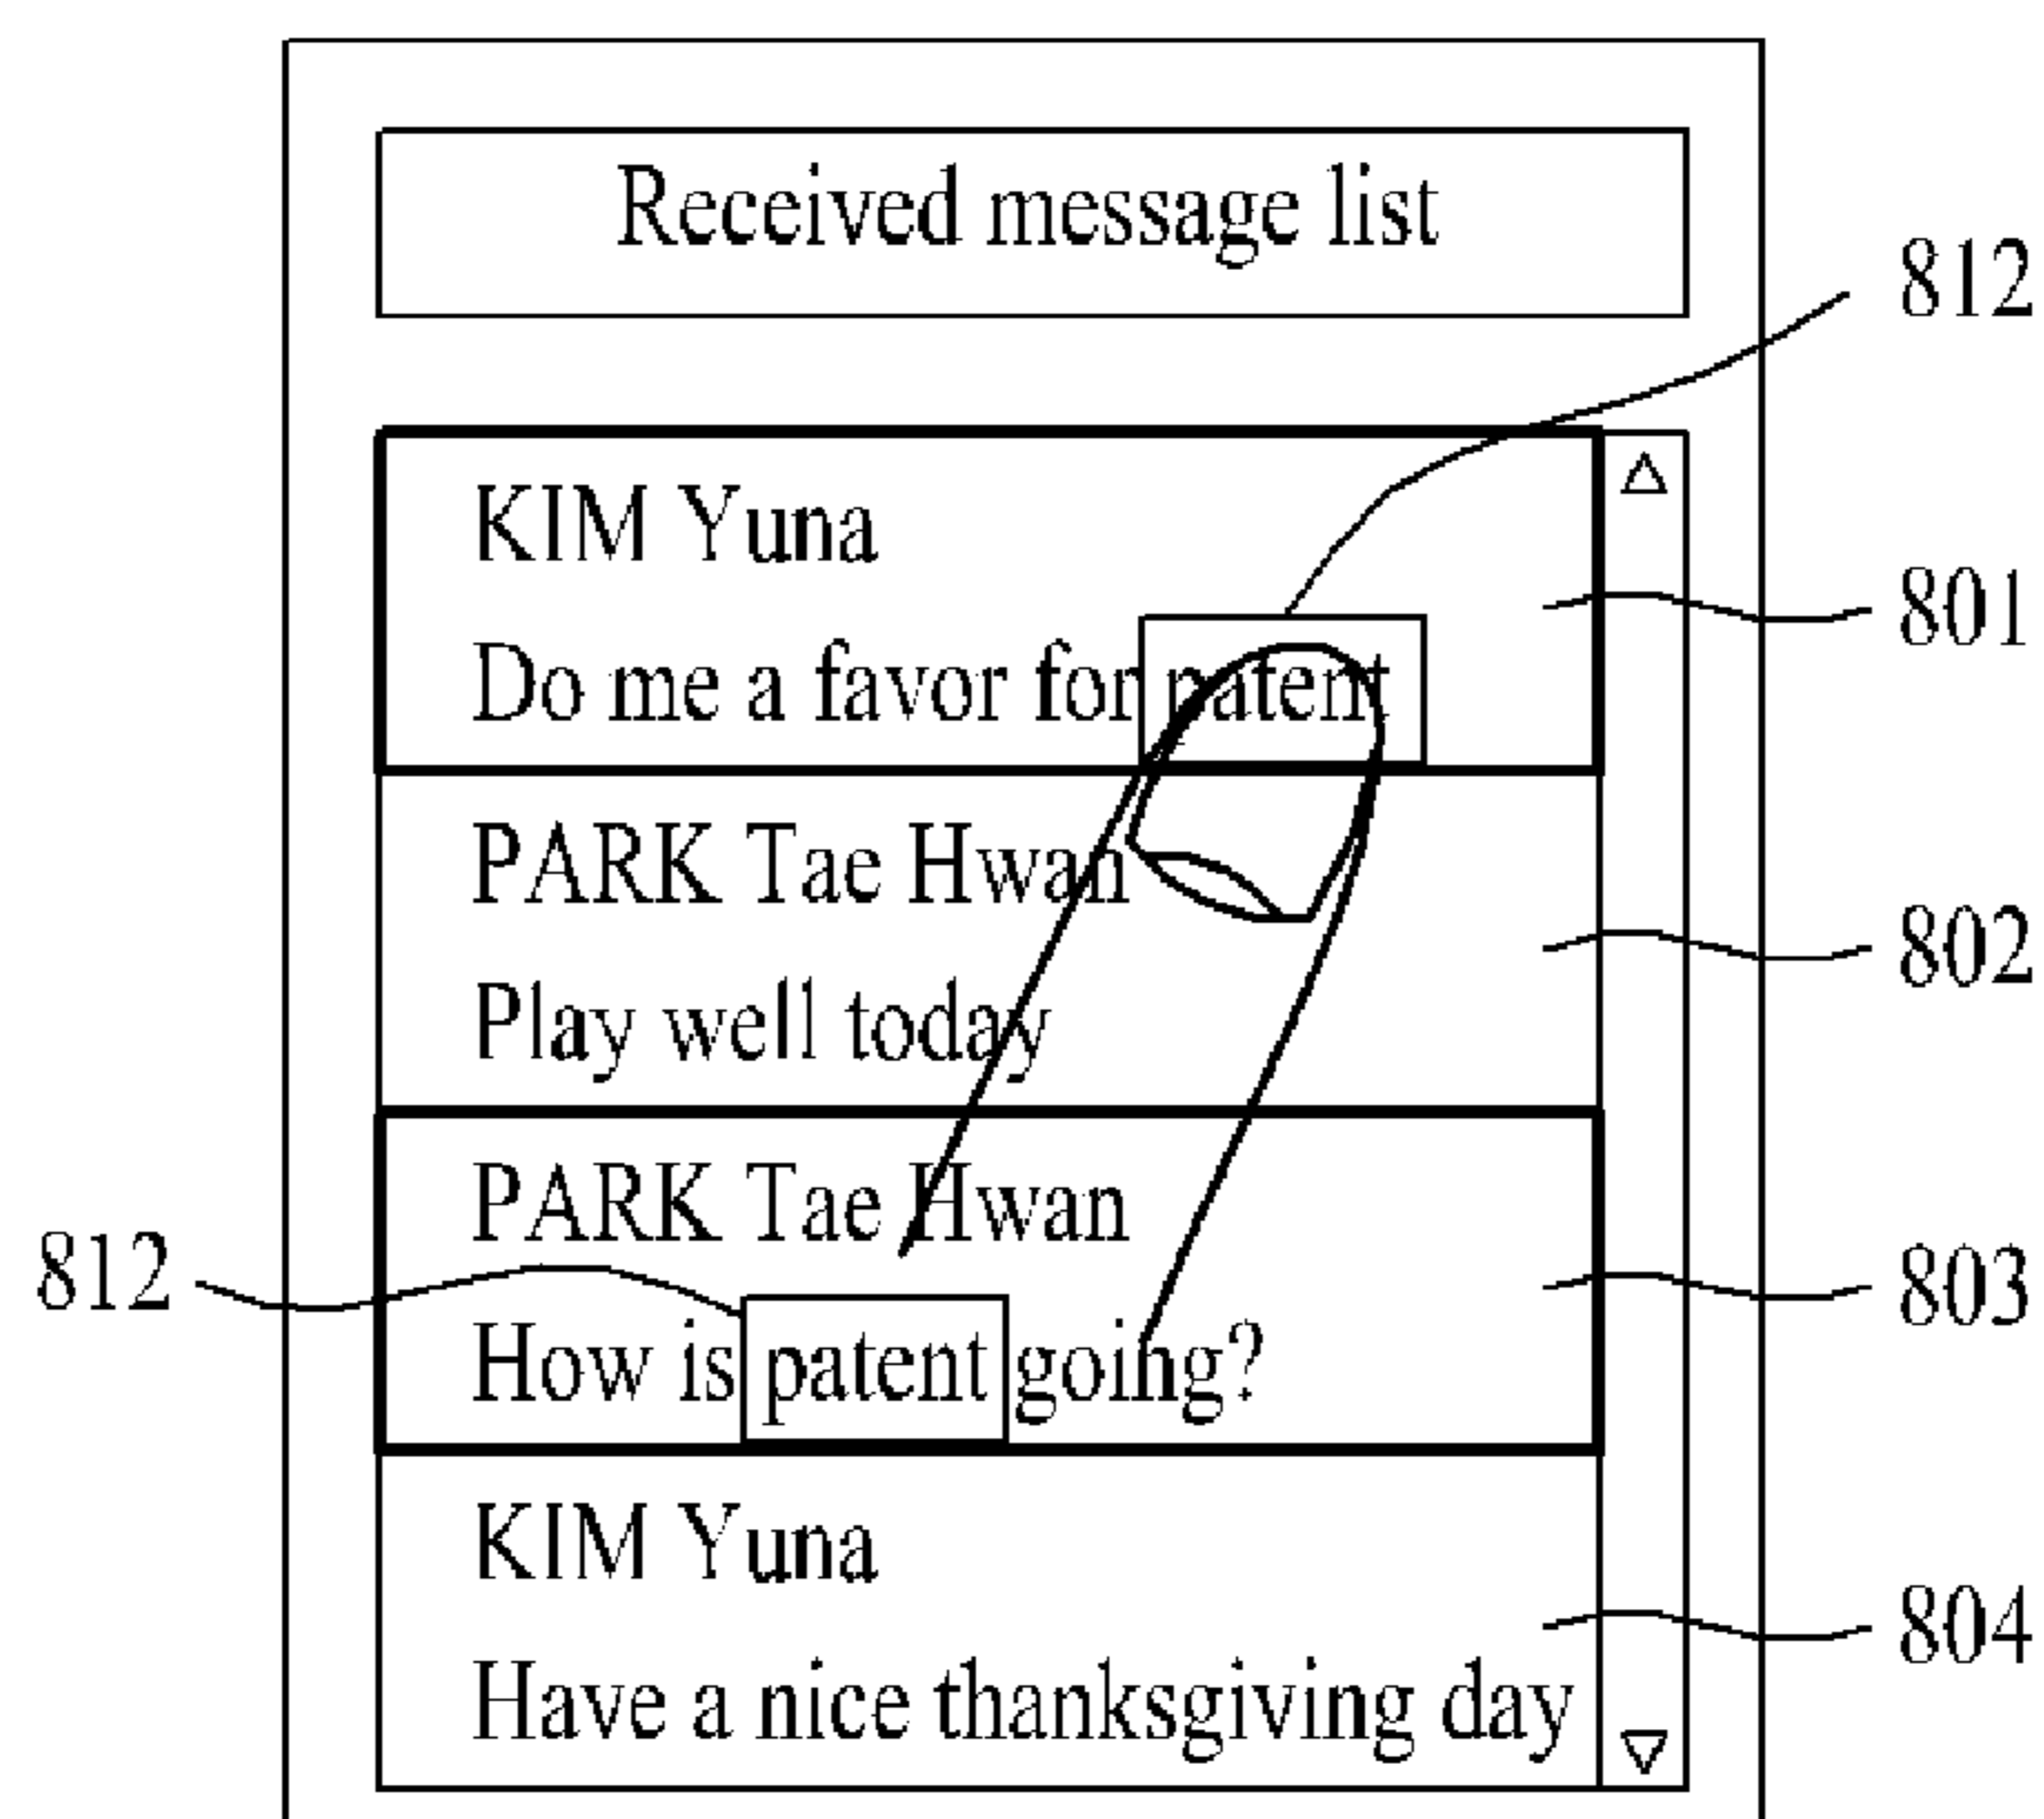 Received message list
812
KIM Yuna
801
Do me a favor for patent
PARK Tae Hwan
802
Play well today
PARK Tae Hwan
812
803
How is patent going?
KIM Yuna
804
Have a nice thanksgiving day